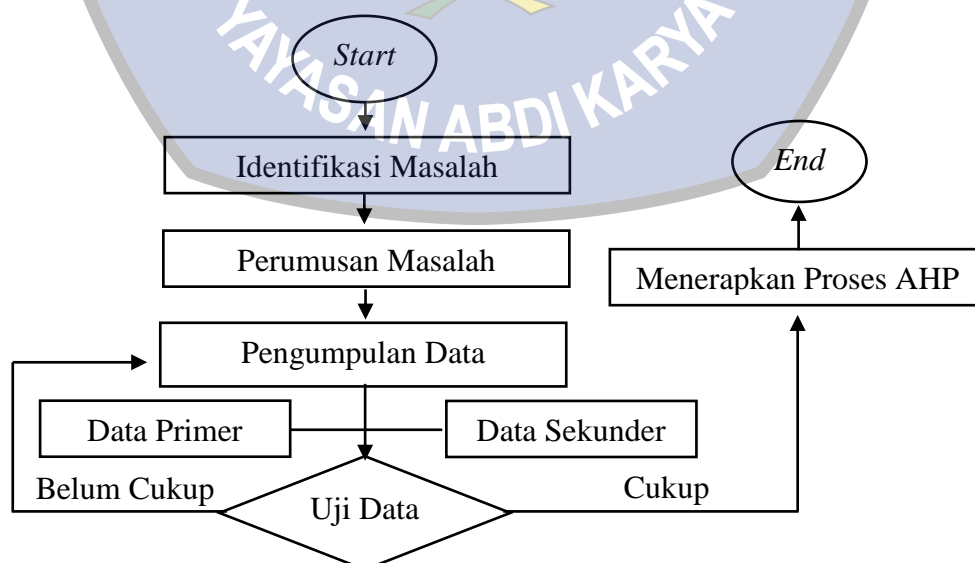 Start
YAYASAN ABDI KARYA
Identifikasi Masalah
End
Perumusan Masalah
Menerapkan Proses AHP
Pengumpulan Data
Data Primer
Data Sekunder
Belum Cukup
Cukup
Uji Data